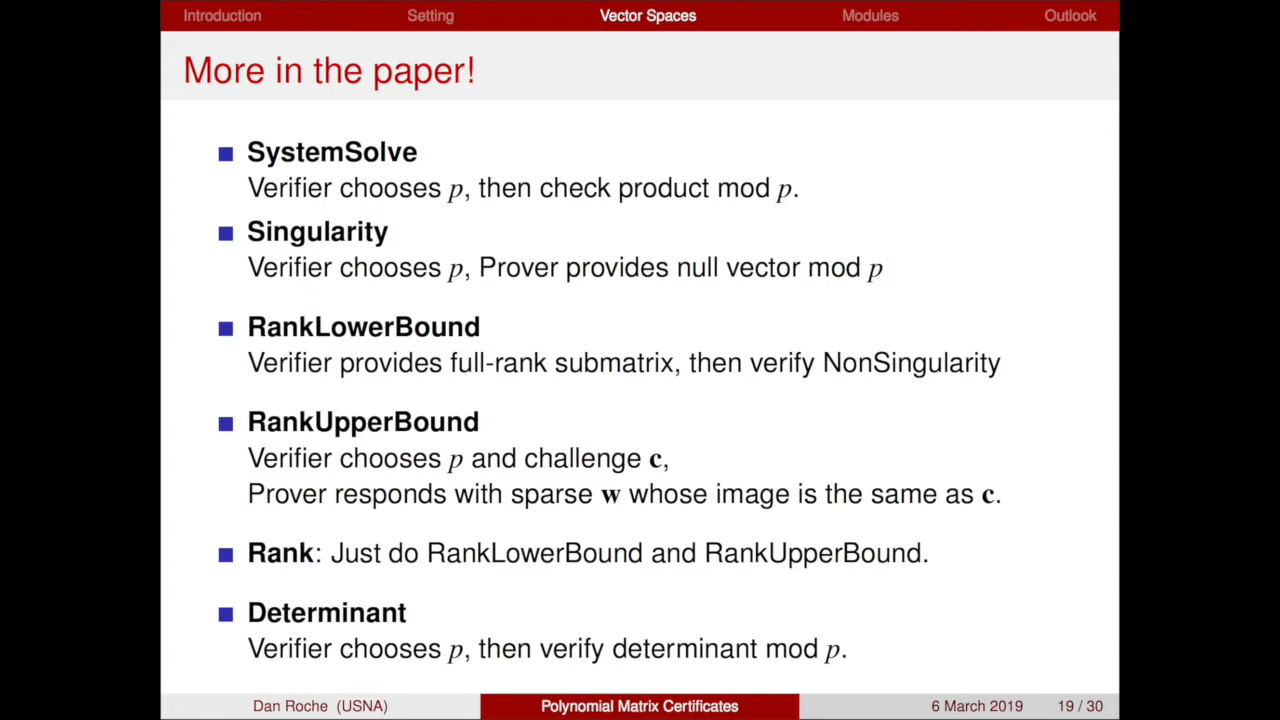 Introduction Setting Vector Spaces Modules Outlook
More in the paper!
SystemSolve
Verifier chooses p, then check product mod p.
Singularity
Verifier chooses p, Prover provides null vector mod p
RankLowerBound
Verifier provides full-rank submatrix, then verify NonSingularity
RankUpperBound
Verifier chooses p and challenge c,
Prover responds with sparse w whose image is the same as c.
Rank: Just do RankLowerBound and RankUpperBound.
Determinant
Verifier chooses p, then verify determinant mod p.
Dan Roche (USNA) Polynomial Matrix Certificates 6 March 2019 19 / 30